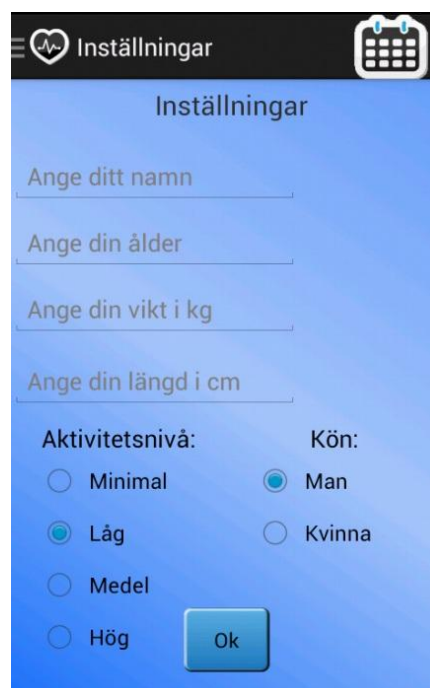 Inställningar
Inställningar
Ange ditt namn
Ange din ålder
Ange din vikt i kg
Ange din längd i cm
Aktivitetsnivå: Kön:
Minimal Man
Låg Kvinna
Medel
Hög Ok